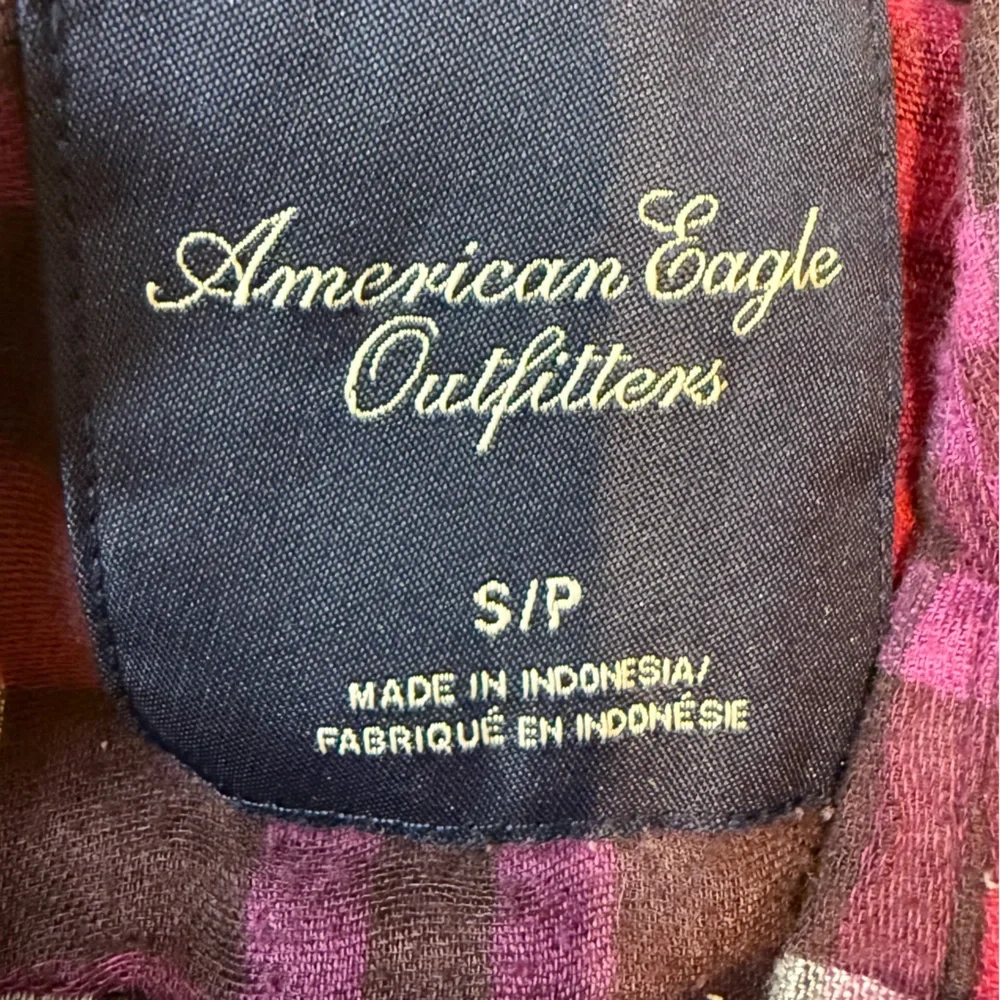 American Eagle
Outfitters
S/P
MADE IN INDONESIA/
FABRIQUÉ EN INDONÉSIE